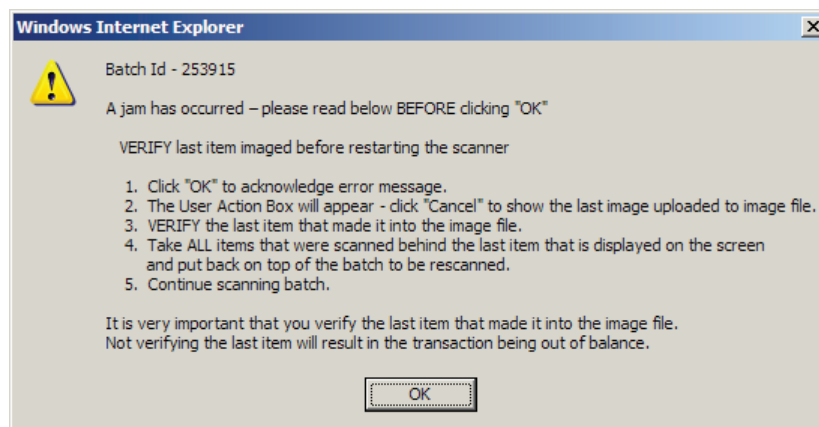 Windows Internet Explorer
Batch Id - 253915
A jam has occurred – please read below BEFORE clicking "OK"
VERIFY last item imaged before restarting the scanner
1. Click "OK" to acknowledge error message.
2. The User Action Box will appear - click "Cancel" to show the last image uploaded to image file.
3. VERIFY the last item that made it into the image file.
4. Take ALL items that were scanned behind the last item that is displayed on the screen
and put back on top of the batch to be rescanned.
5. Continue scanning batch.
It is very important that you verify the last item that made it into the image file.
Not verifying the last item will result in the transaction being out of balance.
OK